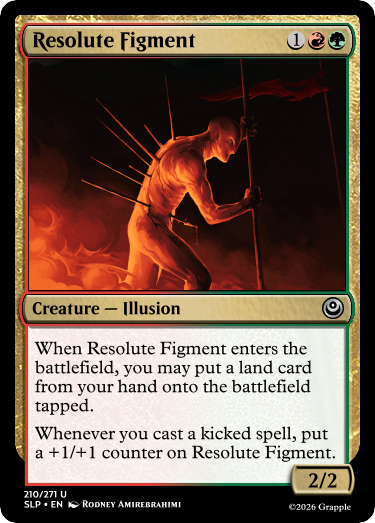 Resolute Figment 1
Creature — Illusion
When Resolute Figment enters the
battlefield, you may put a land card
from your hand onto the battlefield
tapped.
Whenever you cast a kicked spell, put
a +1/+1 counter on Resolute Figment.
2/2
210/271 U
SLP • EN Rodney Amirebrahimi
©2026 Grapple